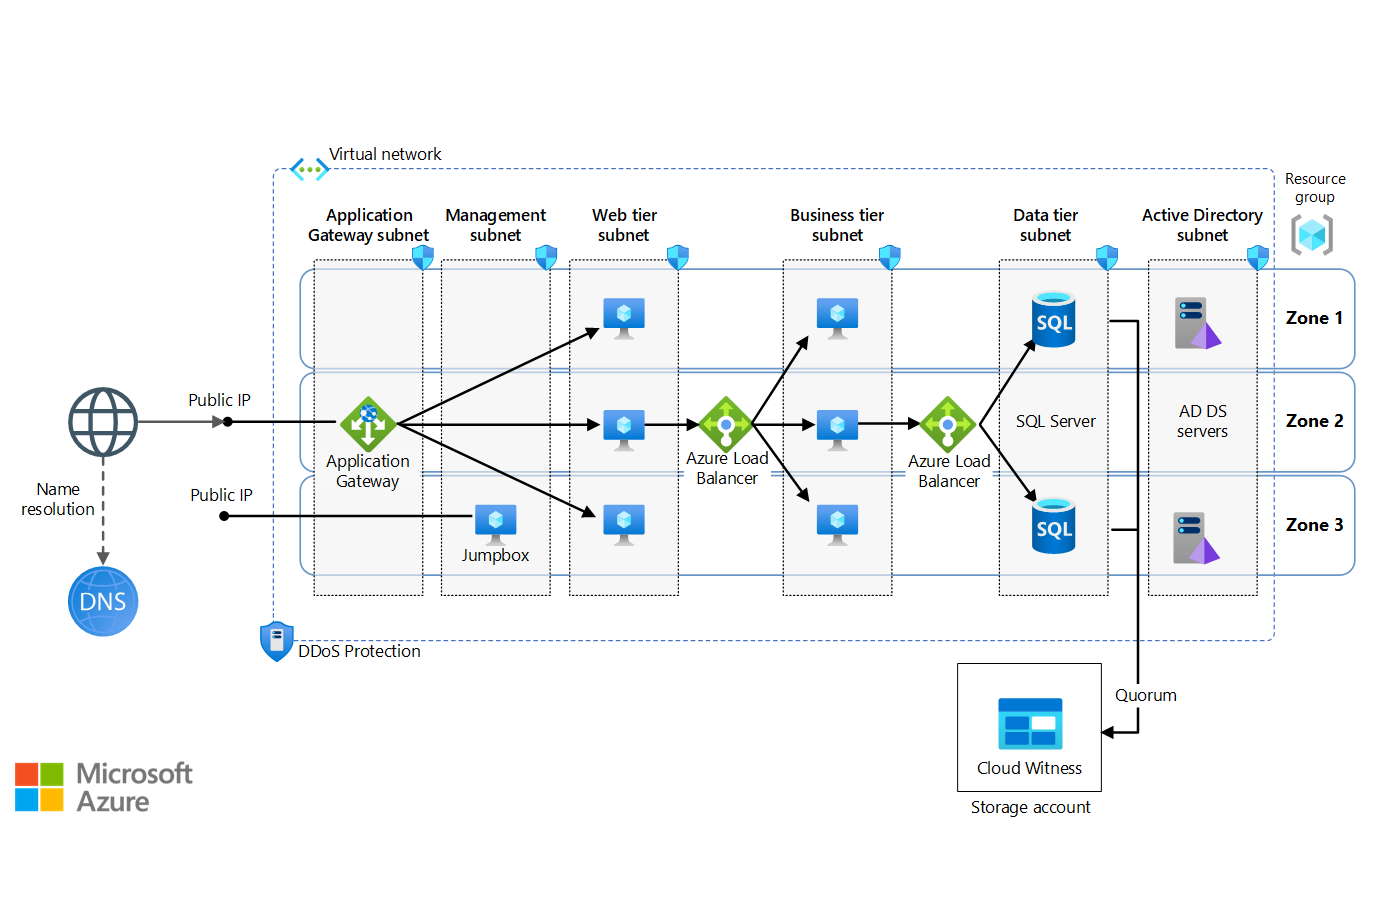 Virtual network
Resource
group
Application
Gateway subnet
Management
subnet
Web tier
subnet
Business tier
subnet
Data tier
subnet
Active Directory
subnet
Zone 1
SQL
Public IP
Application
Gateway
Azure Load
Balancer
Azure Load
Balancer
SQL Server
AD DS
servers
Zone 2
Name
resolution
Public IP
Jumpbox
SQL
Zone 3
DNS
DDoS Protection
Quorum
Cloud Witness
Storage account
Microsoft
Azure